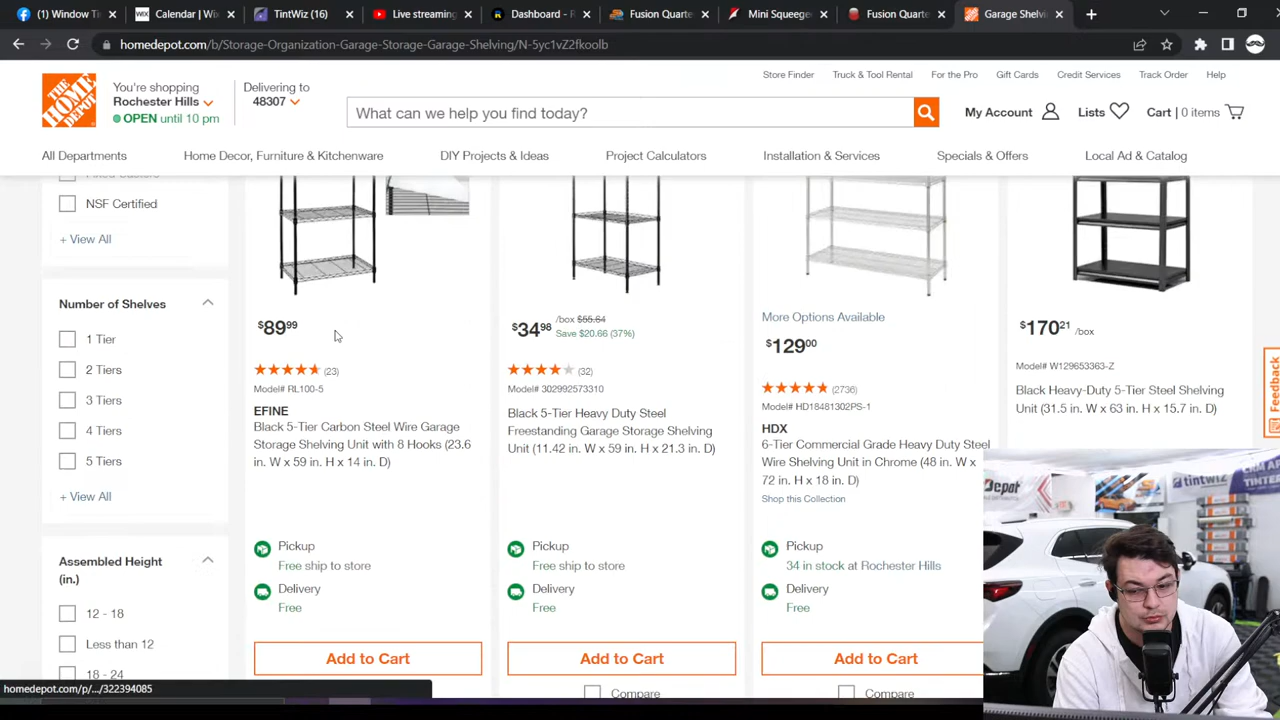 Window Ti
Calendar | Wix
TintWiz (16)
Live streaming
Dashboard - R
Fusion Quarte
Mini Squeege
Fusion Quarte
Garage Shelvin
homedepot.com/b/Storage-Organization-Garage-Storage-Garage-Shelving/N-5yc1vZ2fkoolb
Store Finder
Truck & Tool Rental
For the Pro
Gift Cards
Credit Services
Track Order
Help
THE HOME DEPOT
You're shopping
Rochester Hills
OPEN until 10 pm
Delivering to
48307
What can we help you find today?
My Account
Lists
Cart | 0 items
All Departments
Home Decor, Furniture & Kitchenware
DIY Projects & Ideas
Project Calculators
Installation & Services
Specials & Offers
Local Ad & Catalog
NSF Certified
+ View All
Number of Shelves
1 Tier
2 Tiers
3 Tiers
4 Tiers
5 Tiers
+ View All
Assembled Height
(in.)
12 - 18
Less than 12
18 - 24
$89.99
(23)
Model# RL100-5
EFINE
Black 5-Tier Carbon Steel Wire Garage
Storage Shelving Unit with 8 Hooks (23.6
in. W x 59 in. H x 14 in. D)
Pickup
Free ship to store
Delivery
Free
Add to Cart
$34.98 /box $55.64
Save $20.66 (37%)
(32)
Model# 302992573310
Black 5-Tier Heavy Duty Steel
Freestanding Garage Storage Shelving
Unit (11.42 in. W x 59 in. H x 21.3 in. D)
Pickup
Free ship to store
Delivery
Free
Add to Cart
Compare
More Options Available
$129.00
(2736)
Model# HD18481302PS-1
HDX
6-Tier Commercial Grade Heavy Duty Steel
Wire Shelving Unit in Chrome (48 in. W x
72 in. H x 18 in. D)
Shop this Collection
Pickup
34 in stock at Rochester Hills
Delivery
Free
Add to Cart
Compare
$170.21 /box
Model# W129653363-Z
Black Heavy-Duty 5-Tier Steel Shelving
Unit (31.5 in. W x 63 in. H x 15.7 in. D)
Feedback
homedepot.com/p/.../322394085
Depot
tintwiz
CRM AP
TINTER